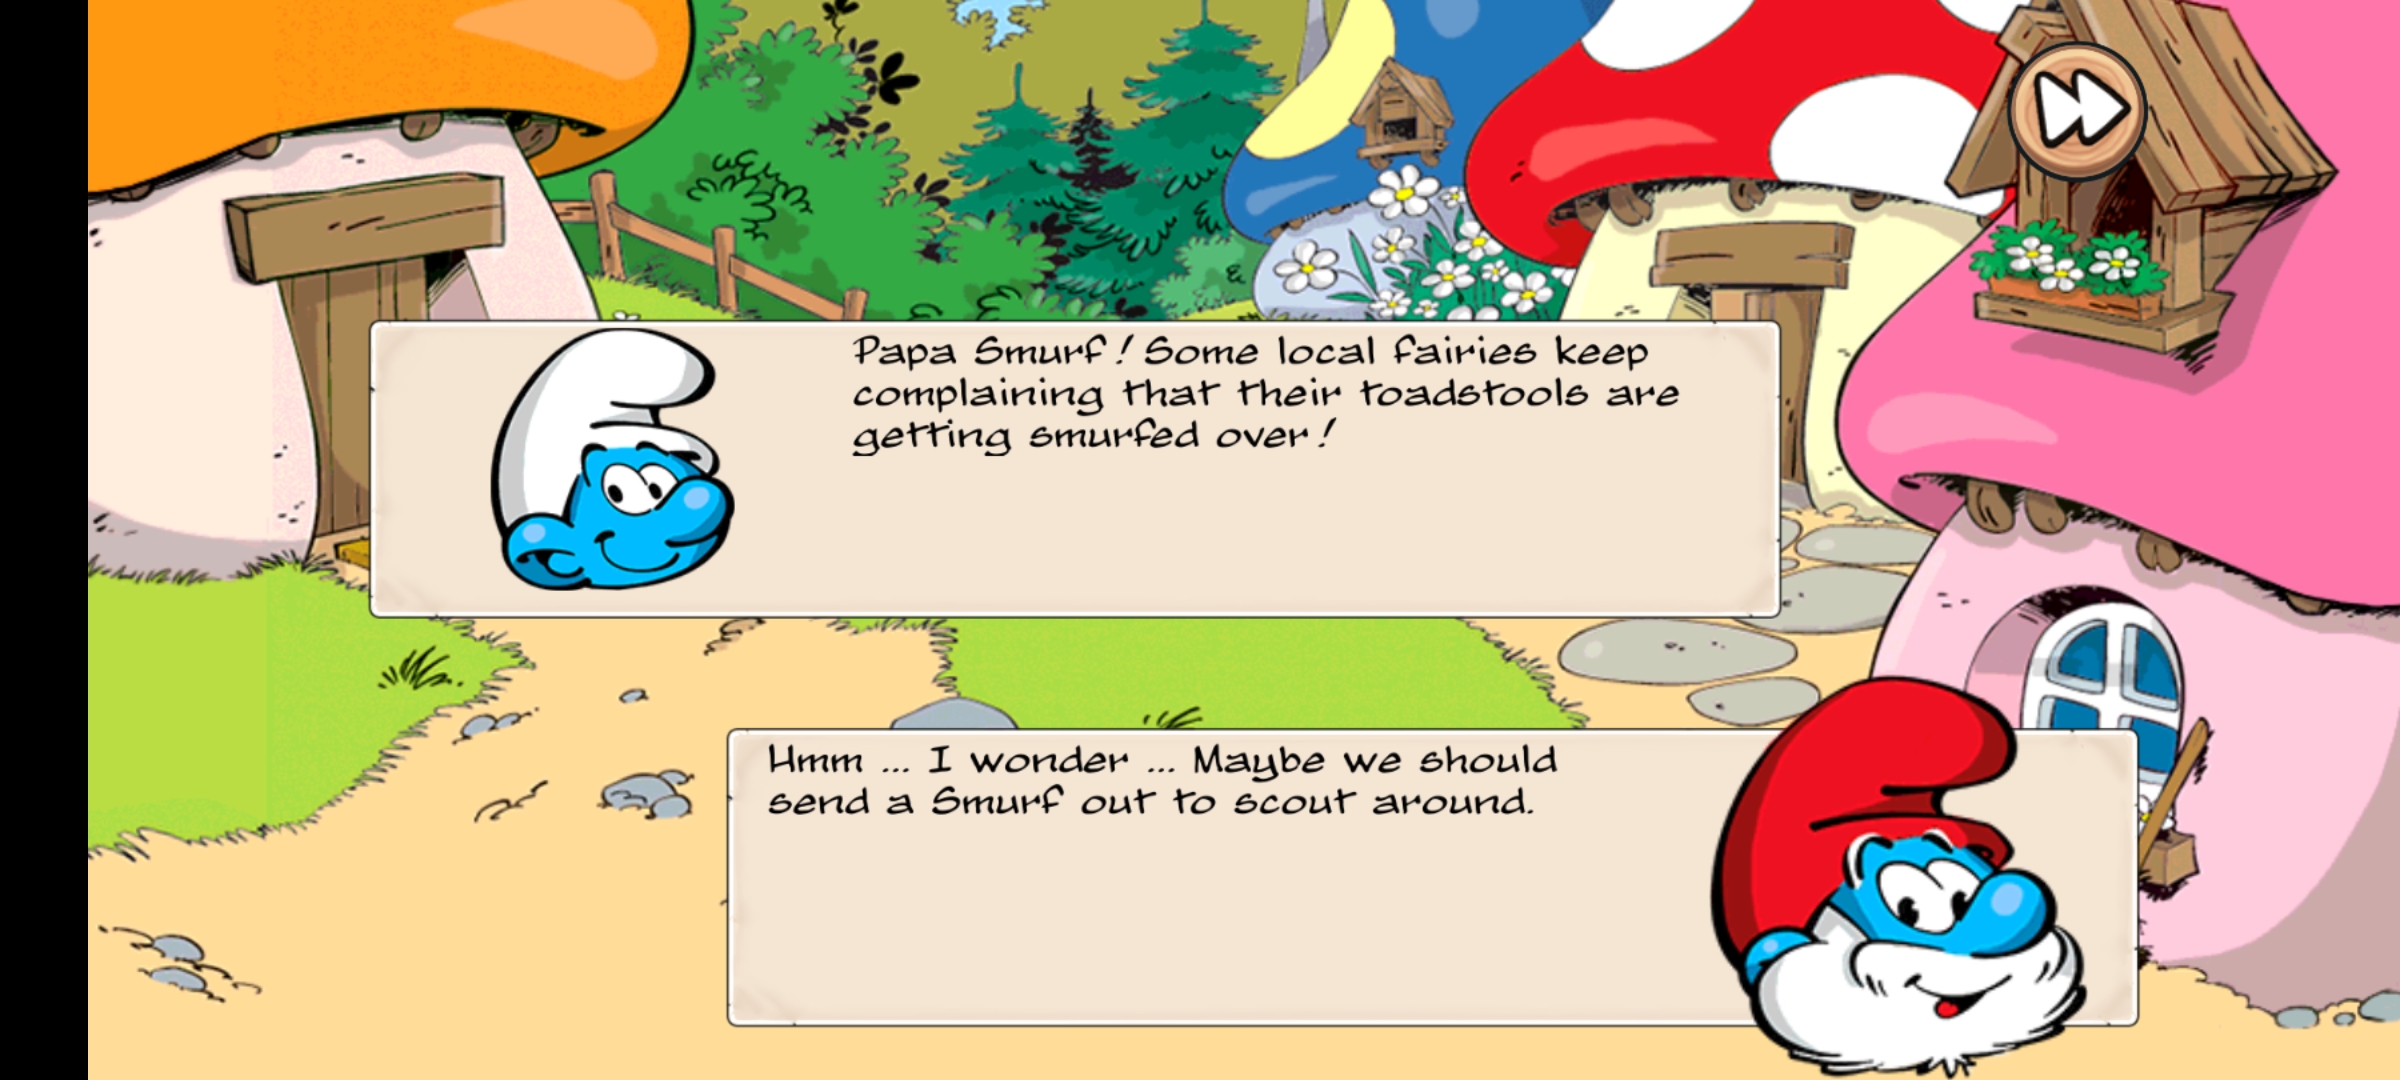 Papa Smurf! Some local fairies keep
complaining that their toadstools are
getting smurfed over!
Hmm ... I wonder ... Maybe we should
send a Smurf out to scout around.